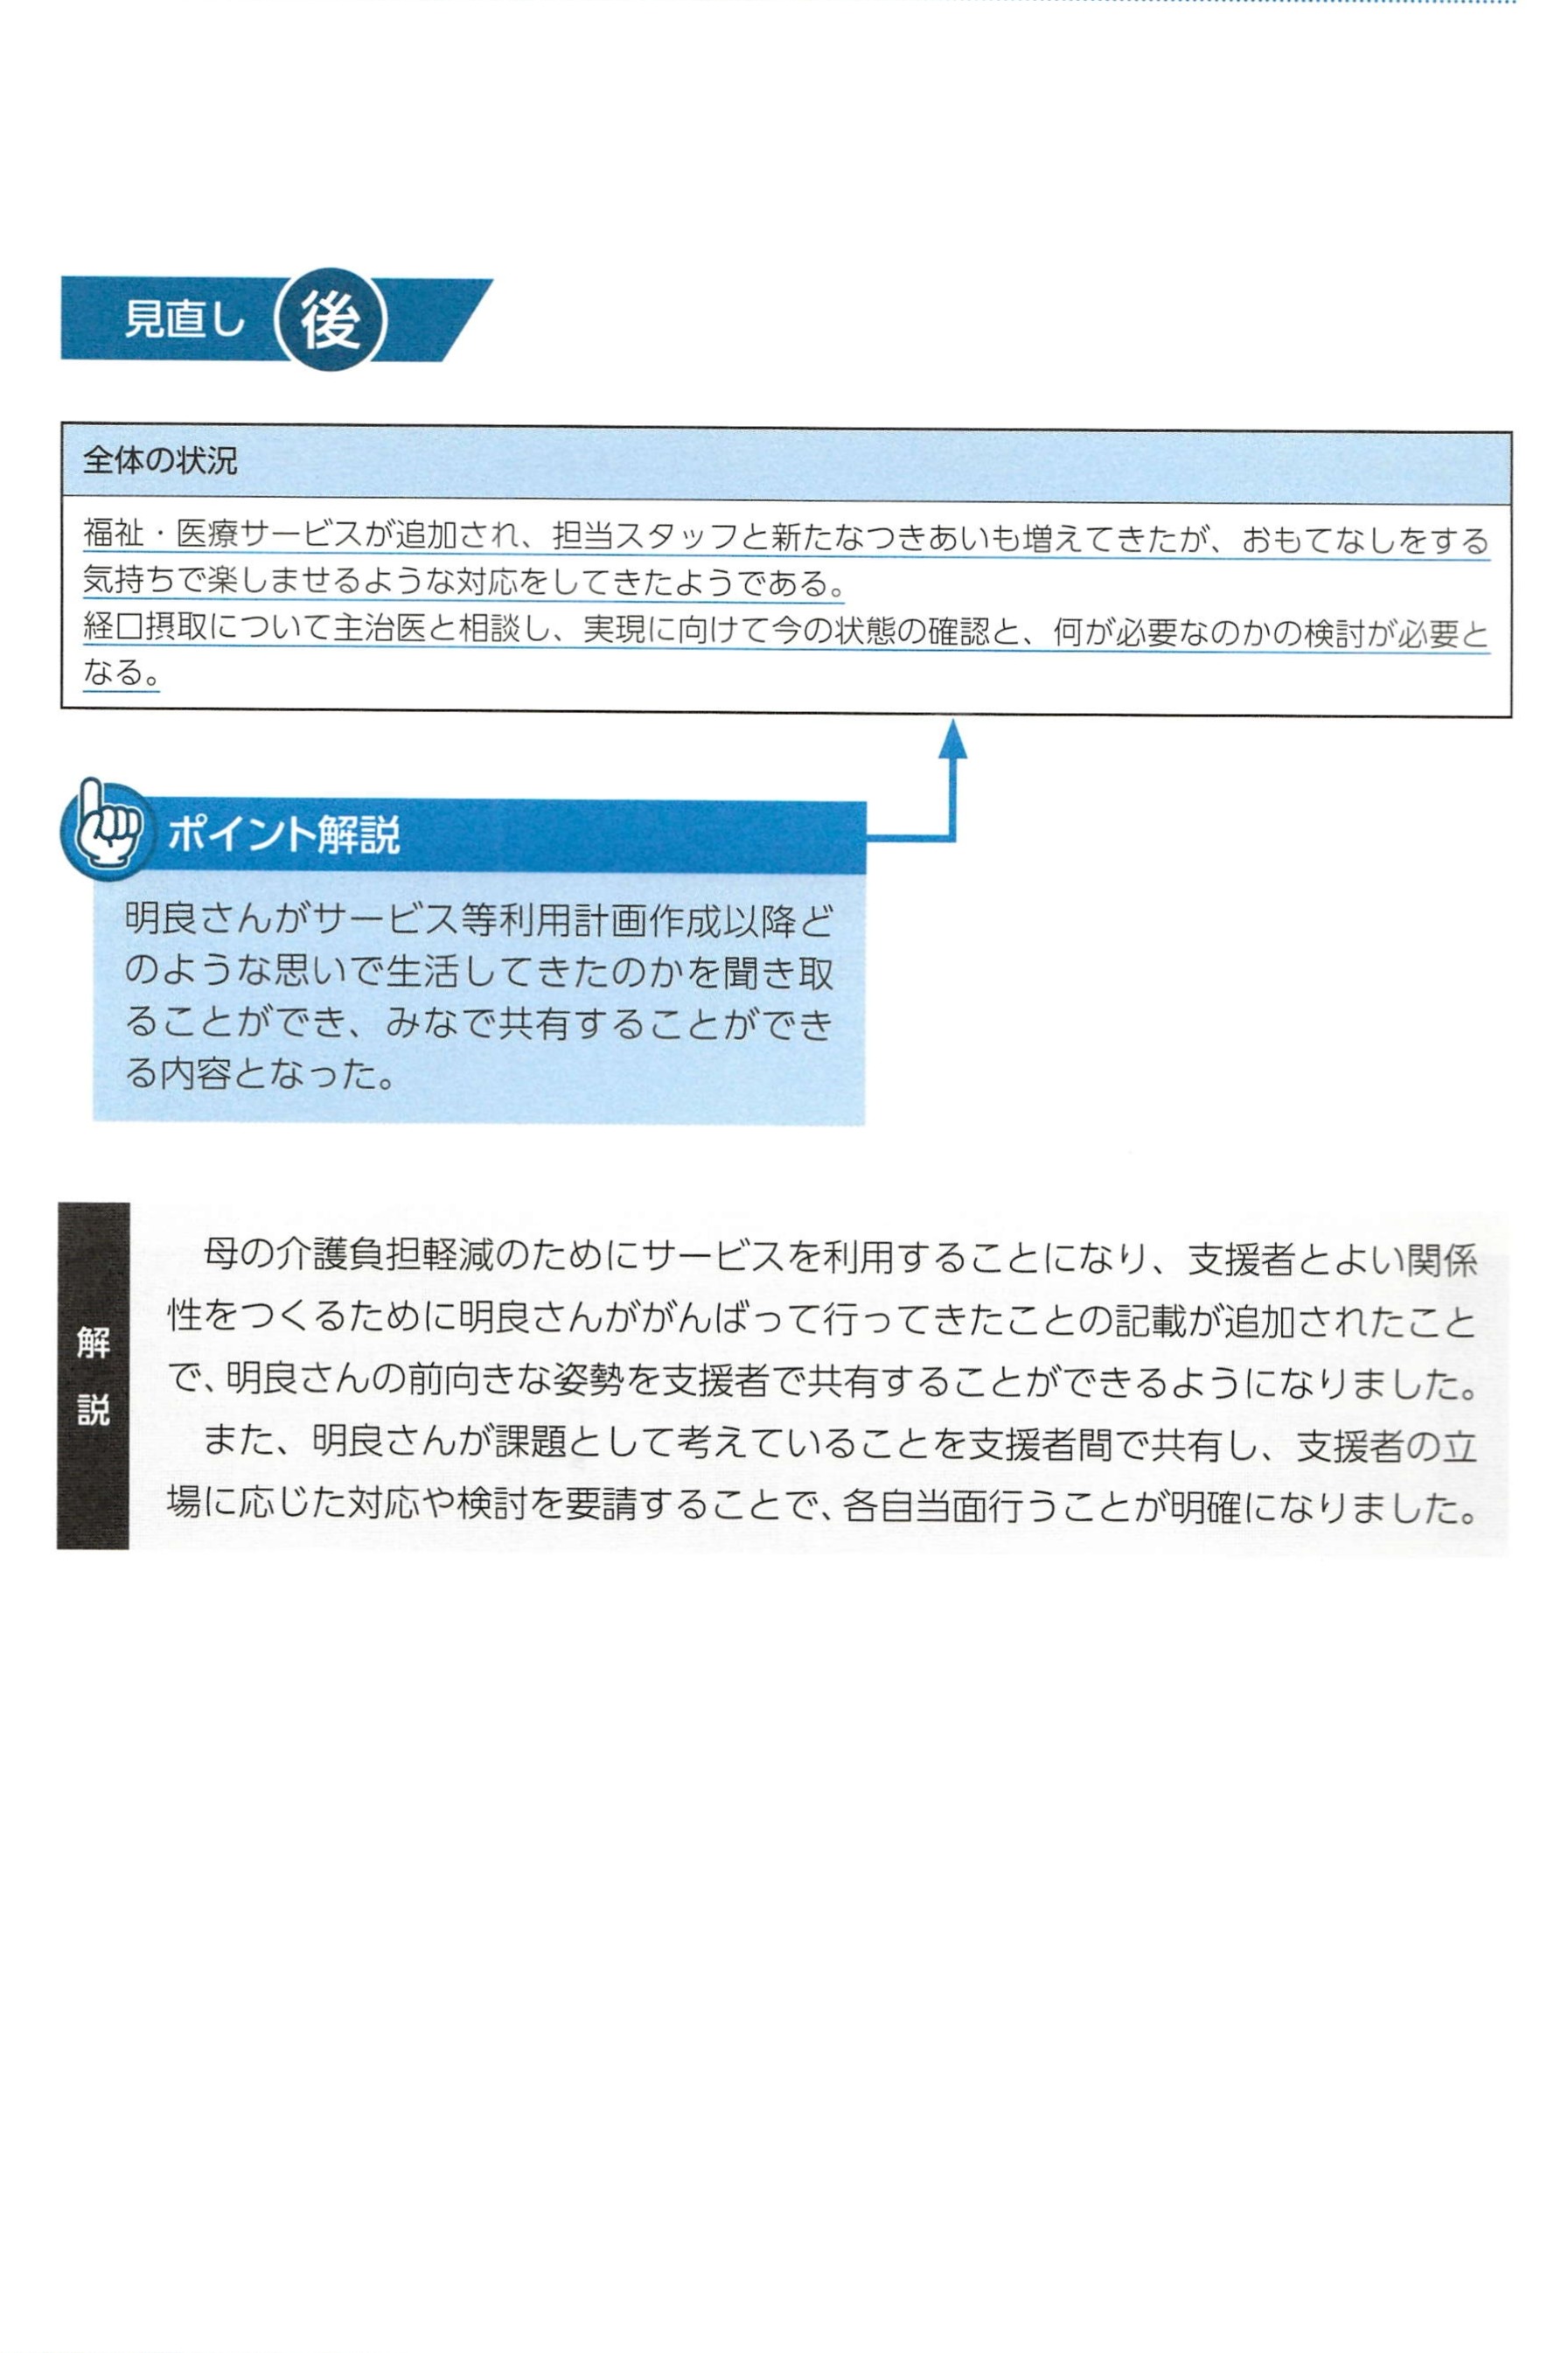 見直し 後
全体の状況
福祉・医療サービスが追加され、担当スタッフと新たなつきあいも増えてきたが、おもてなしをする
気持ちで楽しませるような対応をしてきたようである。
経口摂取について主治医と相談し、実現に向けて今の状態の確認と、何が必要なのかの検討が必要と
なる。
ポイント解説
明良さんがサービス等利用計画作成以降ど
のような思いで生活してきたのかを聞き取
ることができ、みなで共有することができ
る内容となった。
解説
母の介護負担軽減のためにサービスを利用することになり、支援者とよい関係
性をつくるために明良さんががんばって行ってきたことの記載が追加されたこと
で、明良さんの前向きな姿勢を支援者で共有することができるようになりました。
また、明良さんが課題として考えていることを支援者間で共有し、支援者の立
場に応じた対応や検討を要請することで、各自当面行うことが明確になりました。